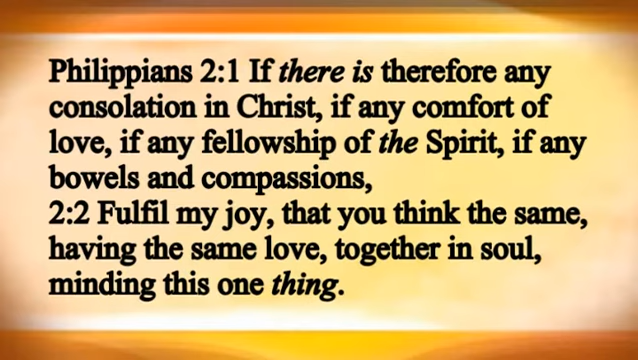 Philippians 2:1 If there is therefore any
consolation in Christ, if any comfort of
love, if any fellowship of the Spirit, if any
bowels and compassions,
2:2 Fulfil my joy, that you think the same,
having the same love, together in soul,
minding this one thing.